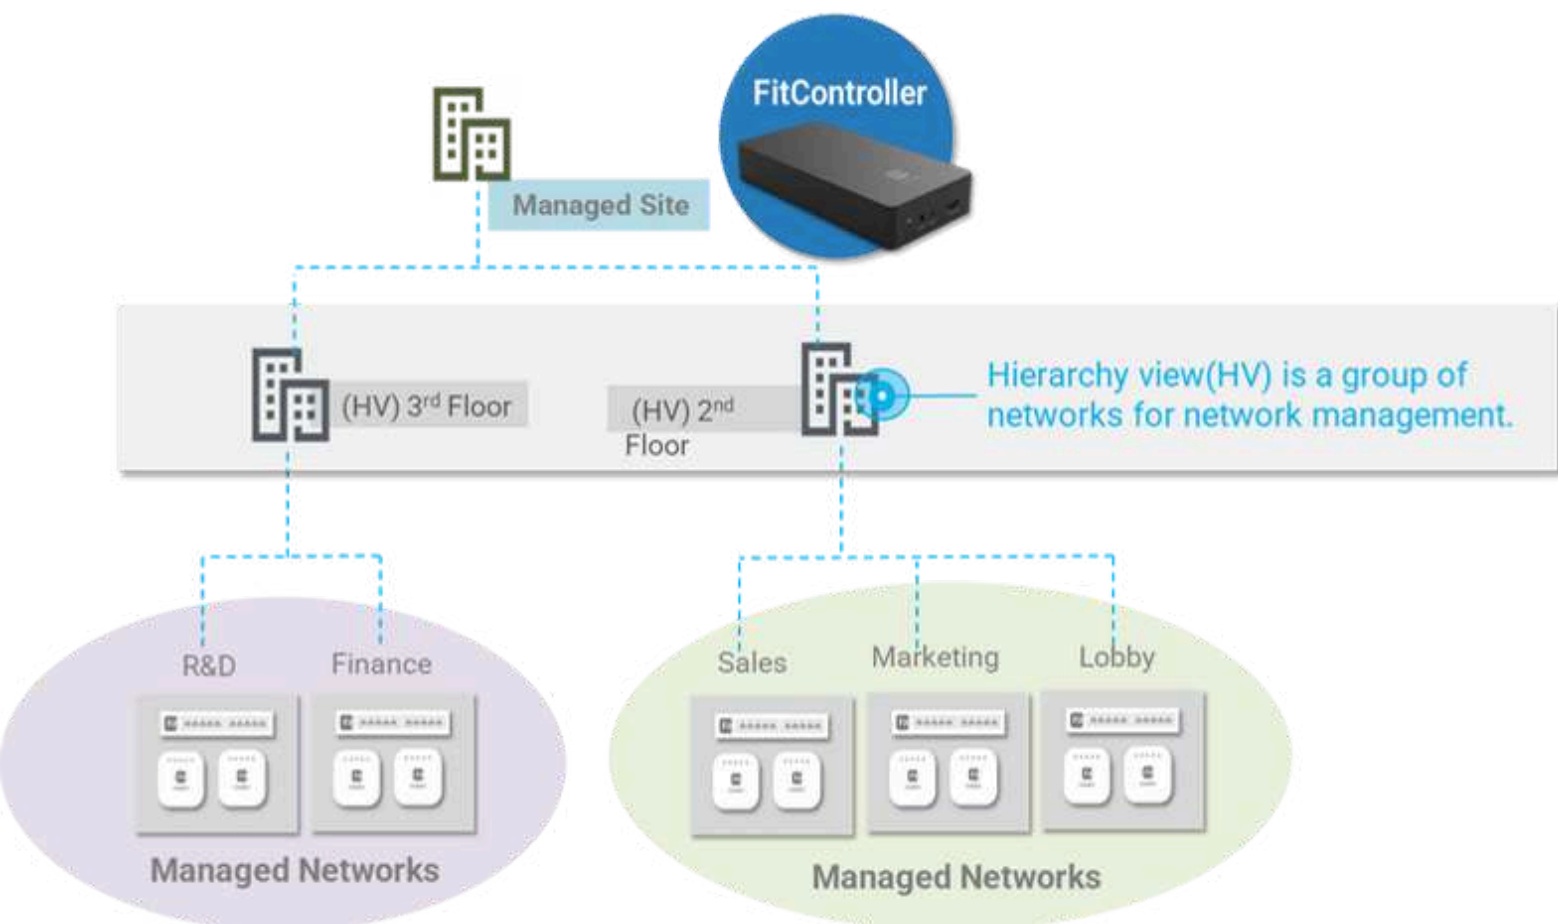 FitController
Managed Site
(HV) 3rd Floor
(HV) 2nd
Floor
Hierarchy view(HV) is a group of
networks for network management.
R&D
Finance
Sales
Marketing
Lobby
Managed Networks
Managed Networks